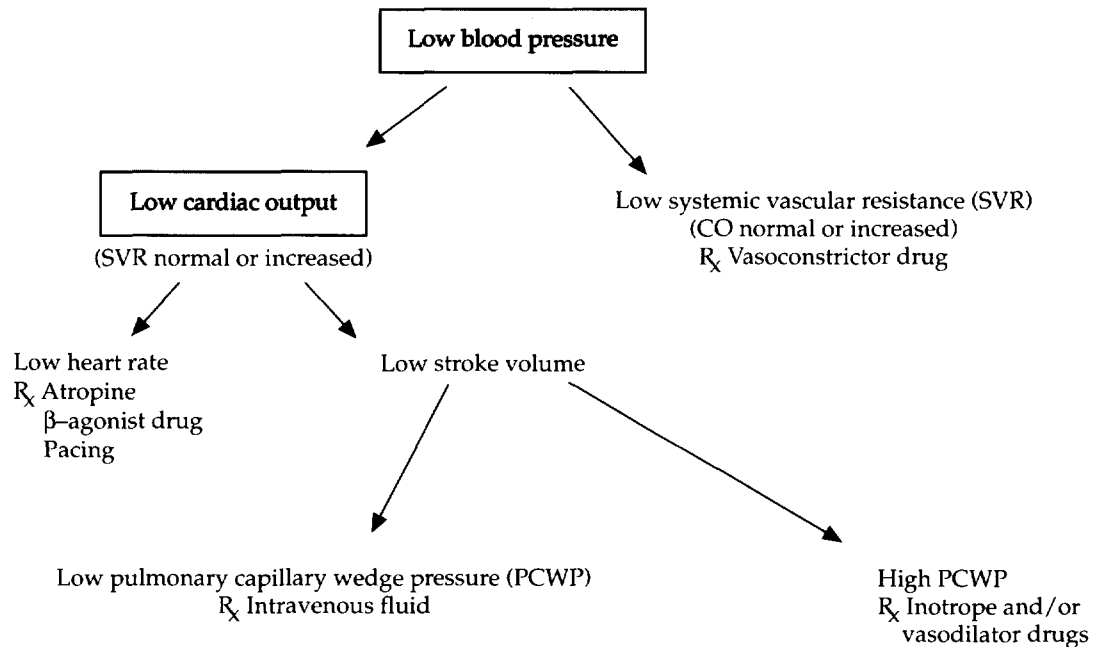 Low blood pressure
Low cardiac output
(SVR normal or increased)
Low systemic vascular resistance (SVR)
(CO normal or increased)
Rx Vasoconstrictor drug
Low heart rate
Rx Atropine
β–agonist drug
Pacing
Low stroke volume
Low pulmonary capillary wedge pressure (PCWP)
Rx Intravenous fluid
High PCWP
Rx Inotrope and/or
vasodilator drugs